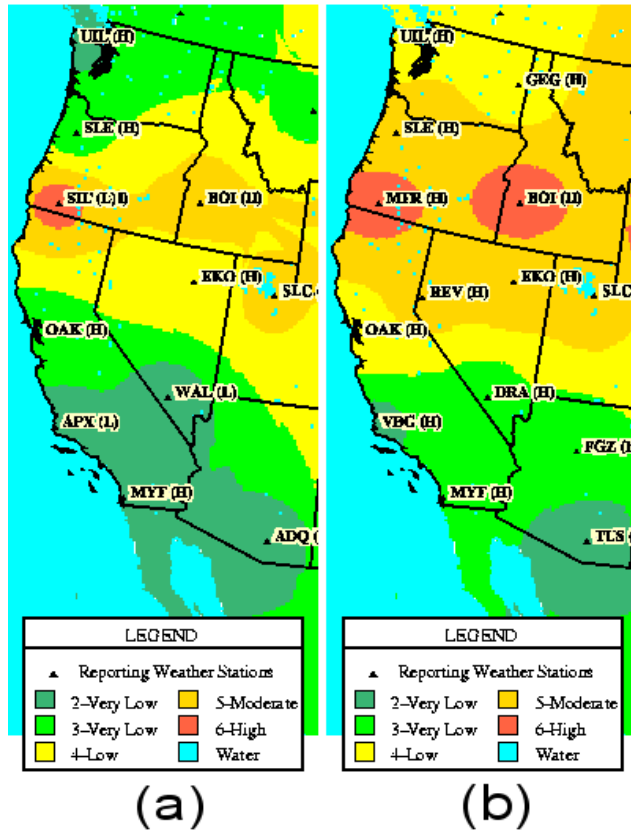 UIL (H)
SLE (H)
BOI (H)
EKO (H)
SLC
OAK (H)
WAL (L)
APX (L)
MYF (H)
ADQ (
LEGEND
Reporting Weather Stations
2-Very Low
5-Moderate
3-Very Low
6-High
4-Low
Water
(a)
UIL (H)
GEG (H)
SLE (H)
MFR (H)
BOI (H)
EKO (H)
REV (H)
SLC
OAK (H)
DRA (H)
VBG (H)
FGZ (H)
MYF (H)
TUS (
LEGEND
Reporting Weather Stations
2-Very Low
5-Moderate
3-Very Low
6-High
4-Low
Water
(b)